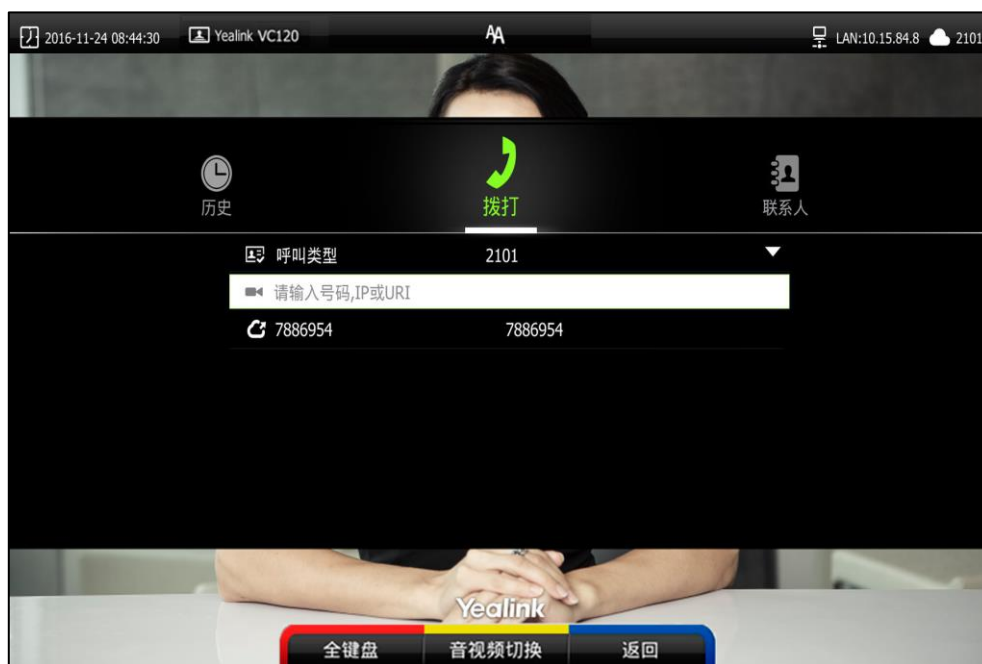 2016-11-24 08:44:30 Yealink VC120 AA LAN:10.15.84.8 2101
历史 拨打 联系人
呼叫类型 2101
请输入号码,IP或URI
7886954 7886954
Yealink
全键盘 音视频切换 返回